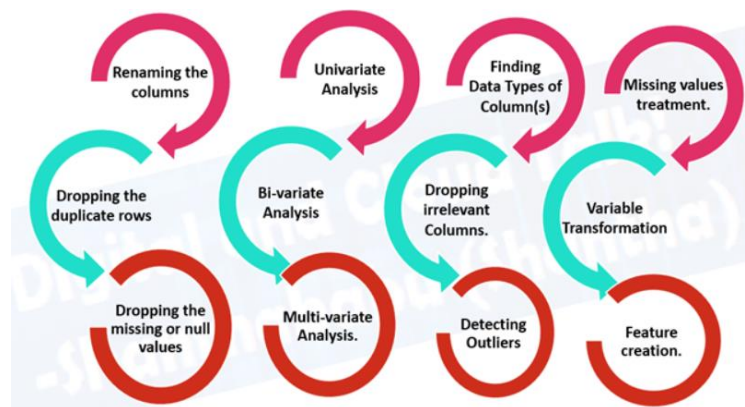 Renaming the
columns
Dropping the
duplicate rows
Dropping the
missing or null
values
Univariate
Analysis
Bi-variate
Analysis
Multi-variate
Analysis.
Finding
Data Types of
Column(s)
Dropping
irrelevant
Columns.
Detecting
Outliers
Missing values
treatment.
Variable
Transformation
Feature
creation.